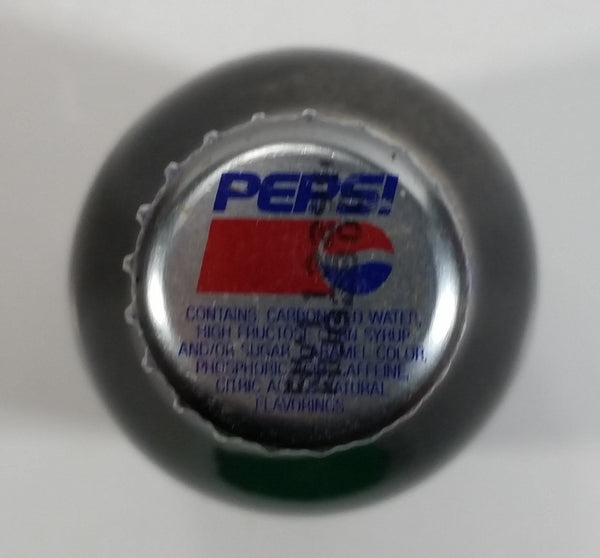 PEPSI
CONTAINS: CARBONATED WATER,
HIGH FRUCTOSE CORN SYRUP
AND/OR SUGAR, CARAMEL COLOR,
PHOSPHORIC ACID, CAFFEINE,
CITRIC ACID, NATURAL
FLAVORINGS